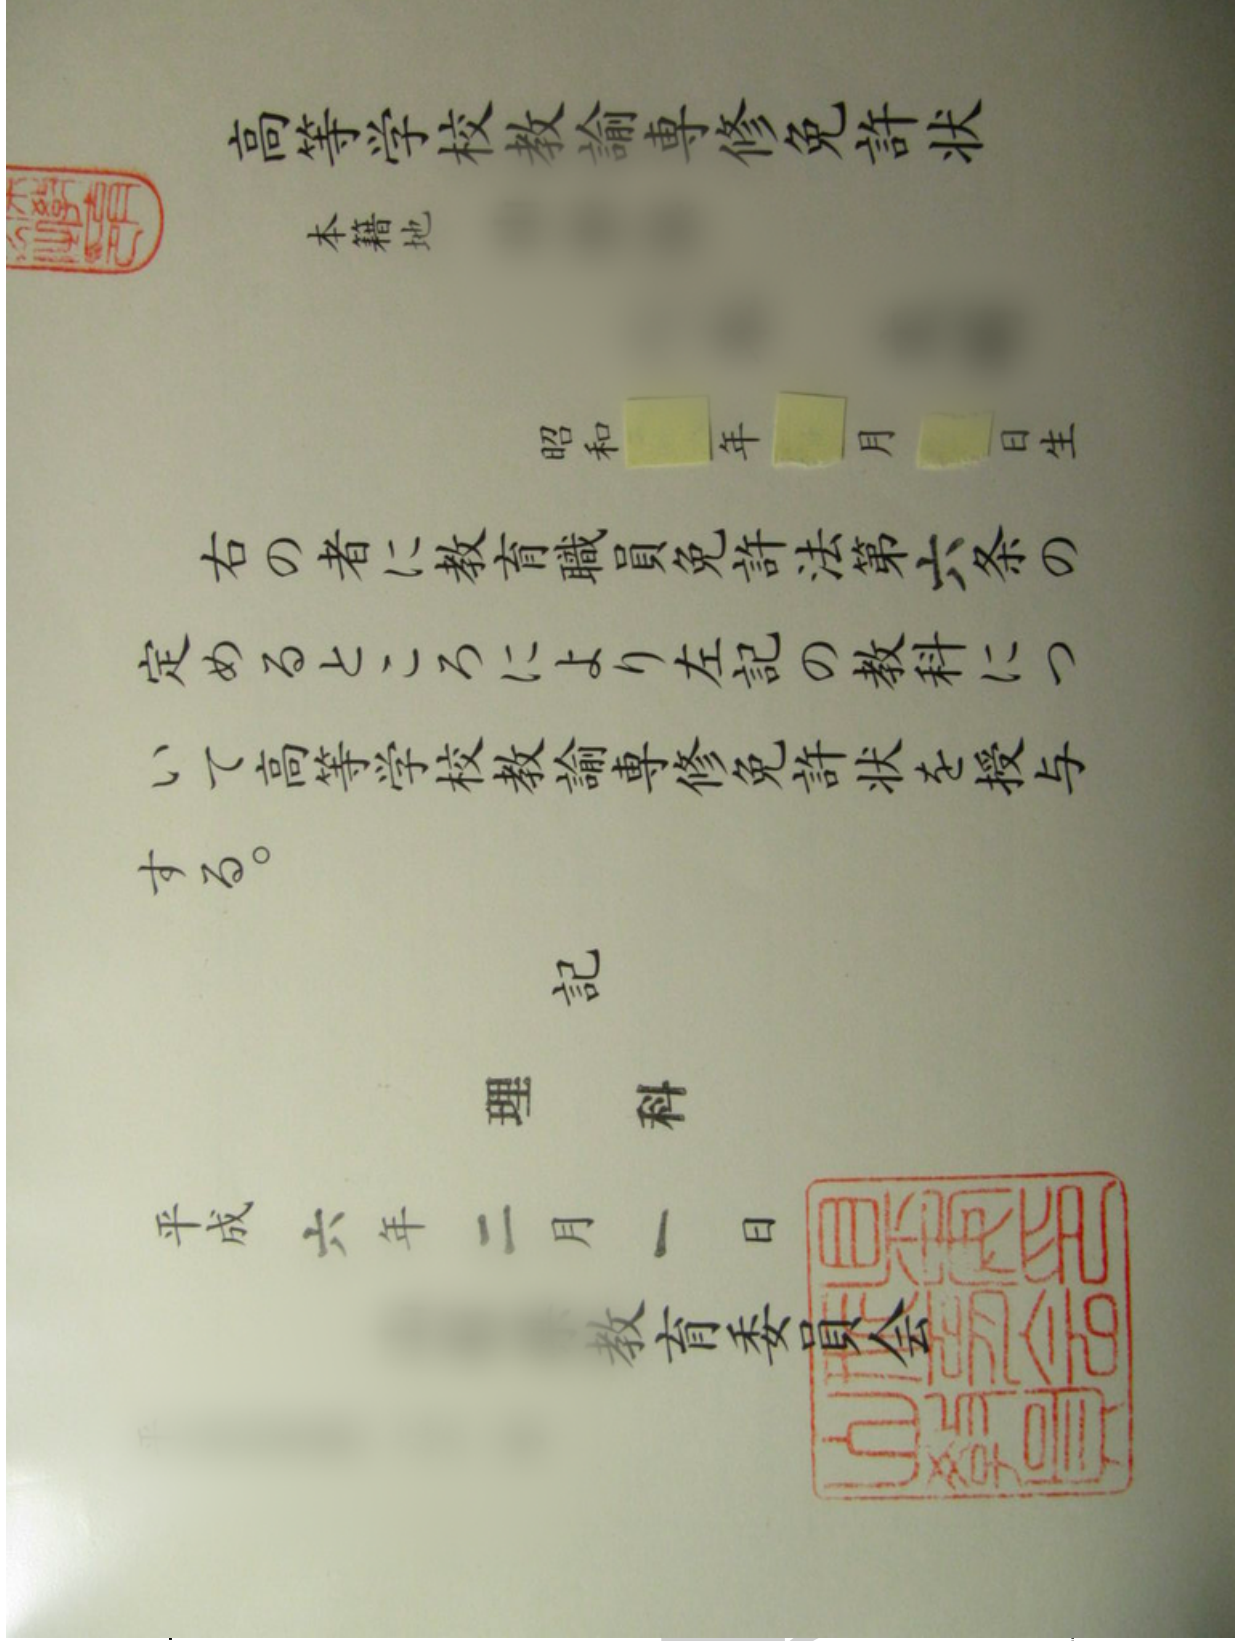 高等学校教諭専修免許状
本籍地
昭和 年 月 日生
右の者に教育職員免許法第六条の
定めるところにより左記の教科につ
いて高等学校教諭専修免許状を授与
する。
記
理科
平成六年二月一日
教育委員会